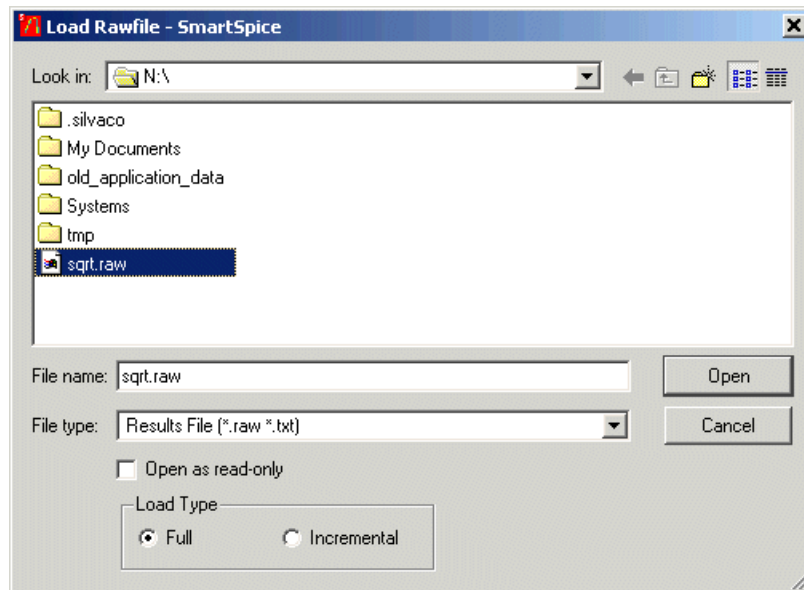 Load Rawfile - SmartSpice
Look in: N:\
.silvaco
My Documents
old_application_data
Systems
tmp
sqrt.raw
File name: sqrt.raw Open
File type: Results File (*.raw *.txt) Cancel
Open as read-only
Load Type
Full Incremental